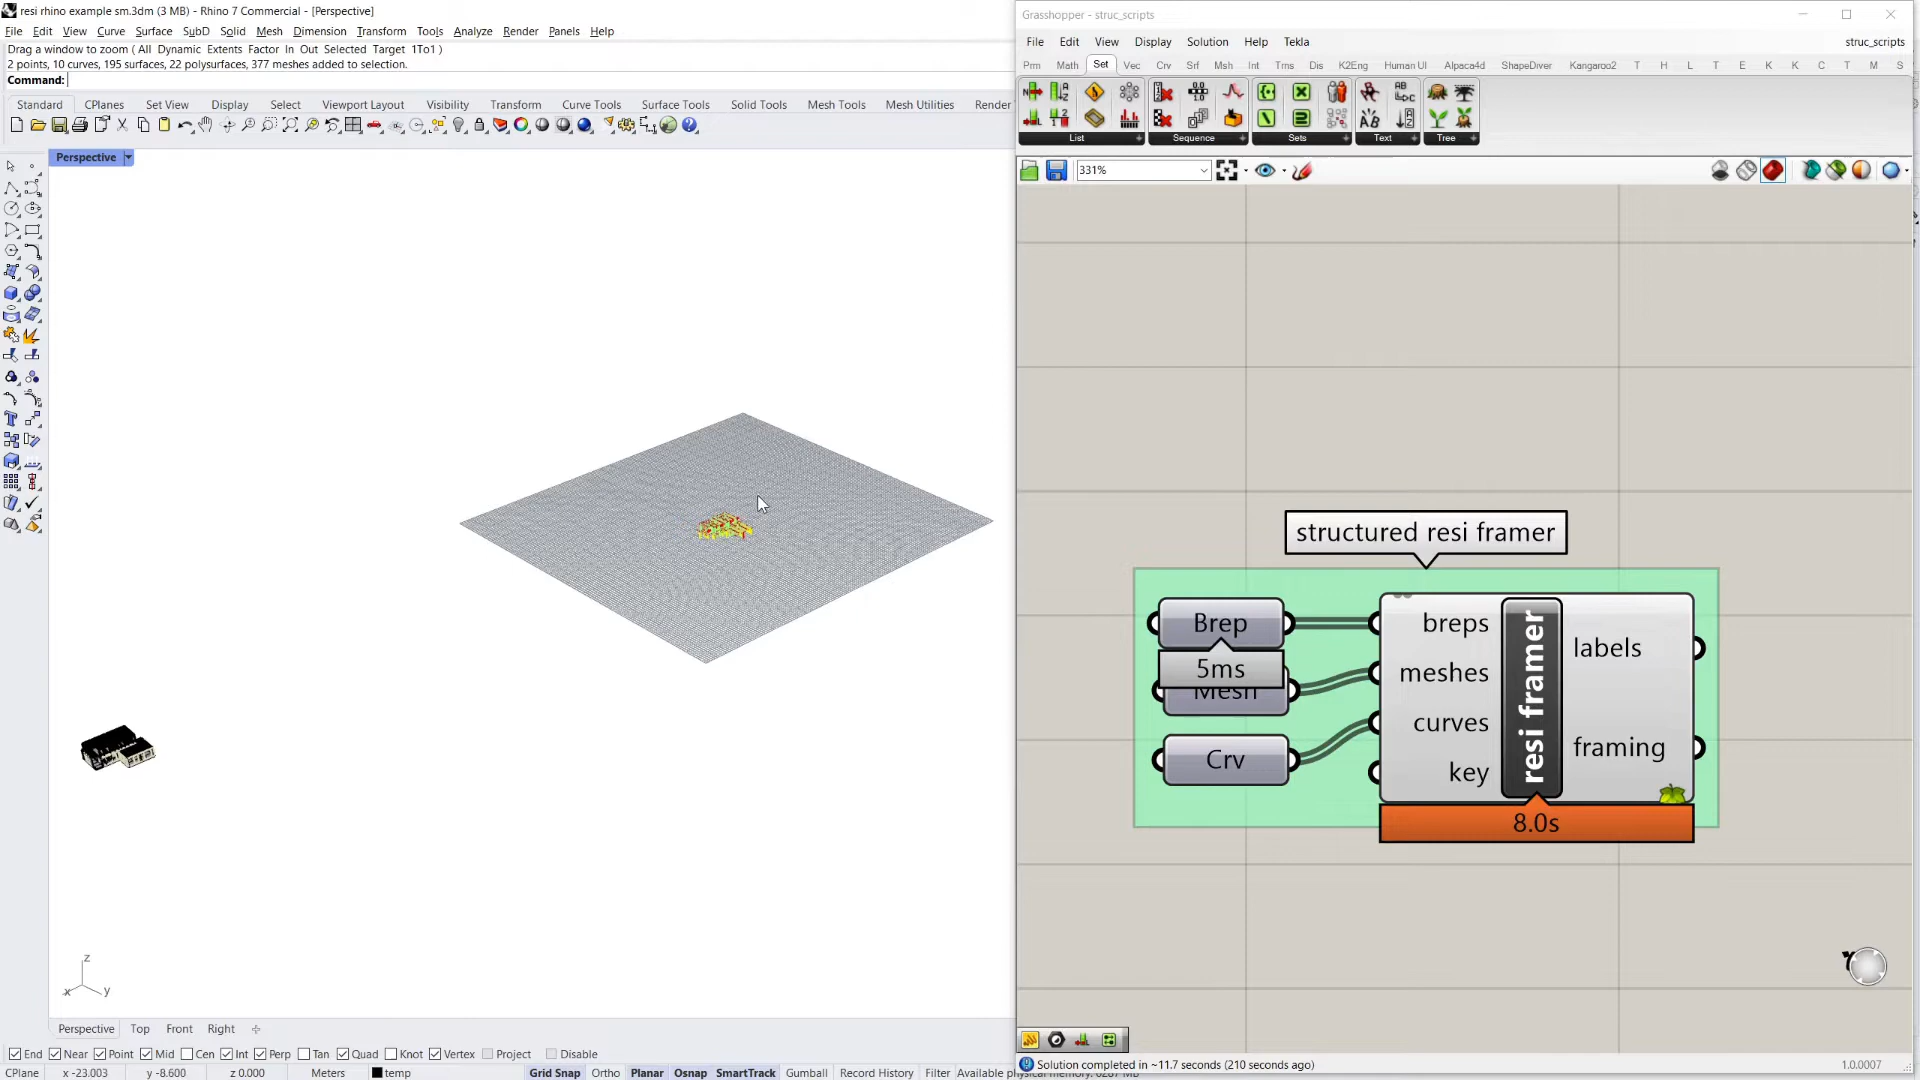 resi rhino example sm.3dm (3 MB) - Rhino 7 Commercial - [Perspective]
File Edit View Curve Surface SubD Solid Mesh Dimension Transform Tools Analyze Render Panels Help
Drag a window to zoom ( All Dynamic Extents Factor In Out Selected Target 1To1 )
2 points, 10 curves, 195 surfaces, 22 polysurfaces, 377 meshes added to selection.
Command:
Standard CPlanes Set View Display Select Viewport Layout Visibility Transform Curve Tools Surface Tools Solid Tools Mesh Tools Mesh Utilities Render
Perspective
z
x y
Perspective Top Front Right
End Near Point Mid Cen Int Perp Tan Quad Knot Vertex Project Disable
CPlane x -23.003 y -8.600 z 0.000 Meters temp Grid Snap Ortho Planar Osnap SmartTrack Gumball Record History Filter Available physical memory:
Grasshopper - struc_scripts
File Edit View Display Solution Help Tekla struc_scripts
Prm Math Set Vec Crv Srf Msh Int Trns Dis K2Eng Human UI Alpaca4d ShapeDiver Kangaroo2 T H L T E K K C T M S
List Sequence Sets Text Tree
331%
structured resi framer
Brep
5ms
Mesh
Crv
breps
meshes
curves
key
resi framer
labels
framing
8.0s
Solution completed in ~11.7 seconds (210 seconds ago) 1.0.0007